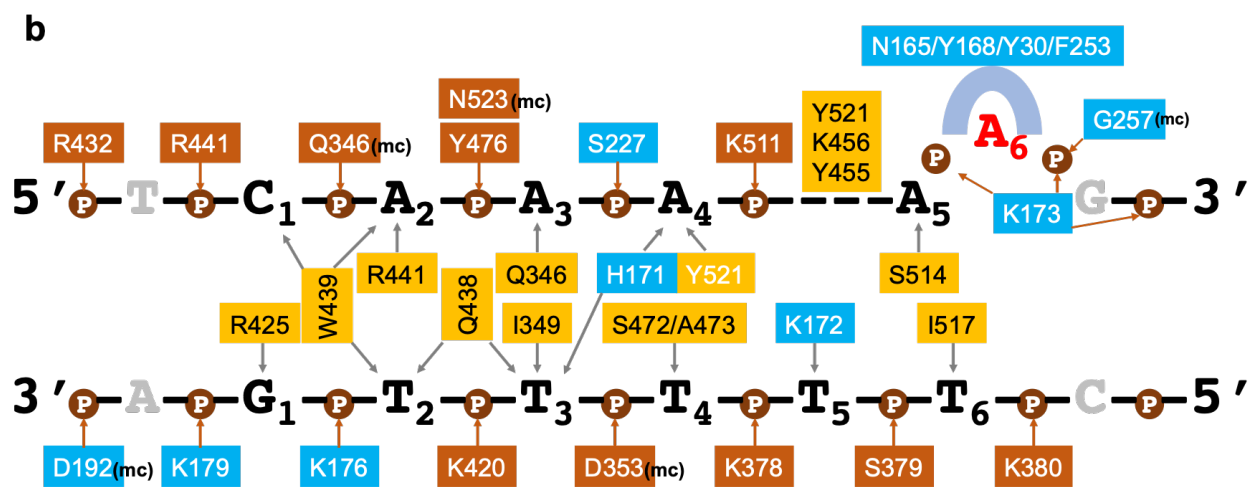 b
N165/Y168/Y30/F253
N523(mc)
Y521
K456
Y455
R432
R441
Q346(mc)
Y476
S227
K511
A6
G257(mc)
P
P
5 ′ P T P C1 P A2 P A3 P A4 P A5 G P 3 ′
K173
W439
R441
Q438
Q346
H171
Y521
S514
R425
I349
S472/A473
K172
I517
3 ′ P A P G1 P T2 P T3 P T4 P T5 P T6 P C P 5 ′
D192(mc)
K179
K176
K420
D353(mc)
K378
S379
K380